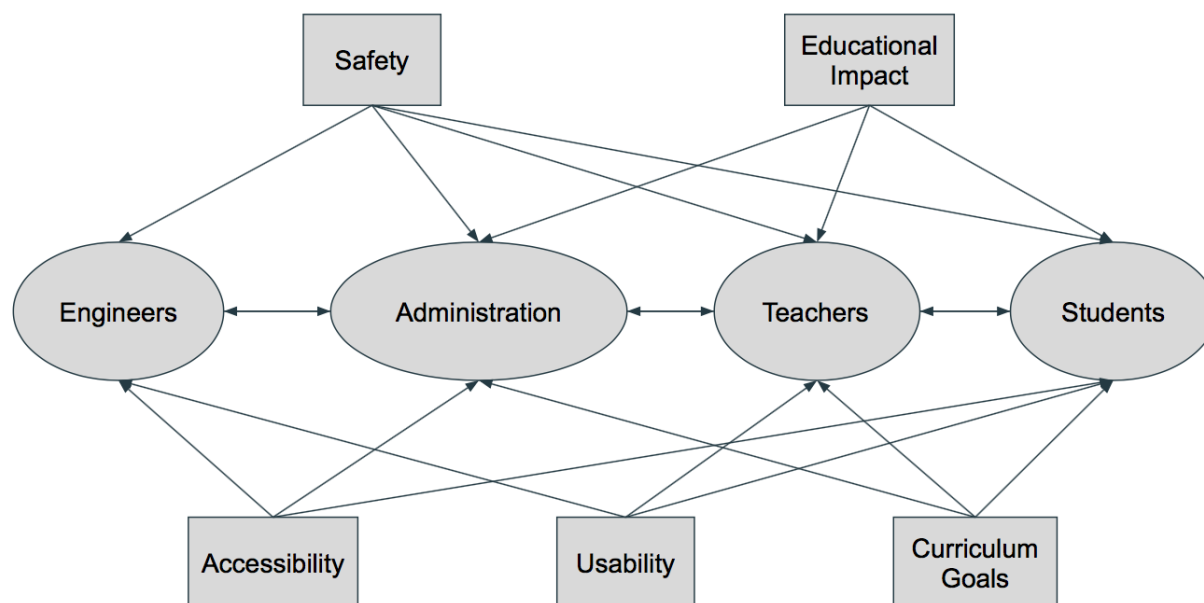 Safety
Educational
Impact
Engineers
Administration
Teachers
Students
Accessibility
Usability
Curriculum
Goals